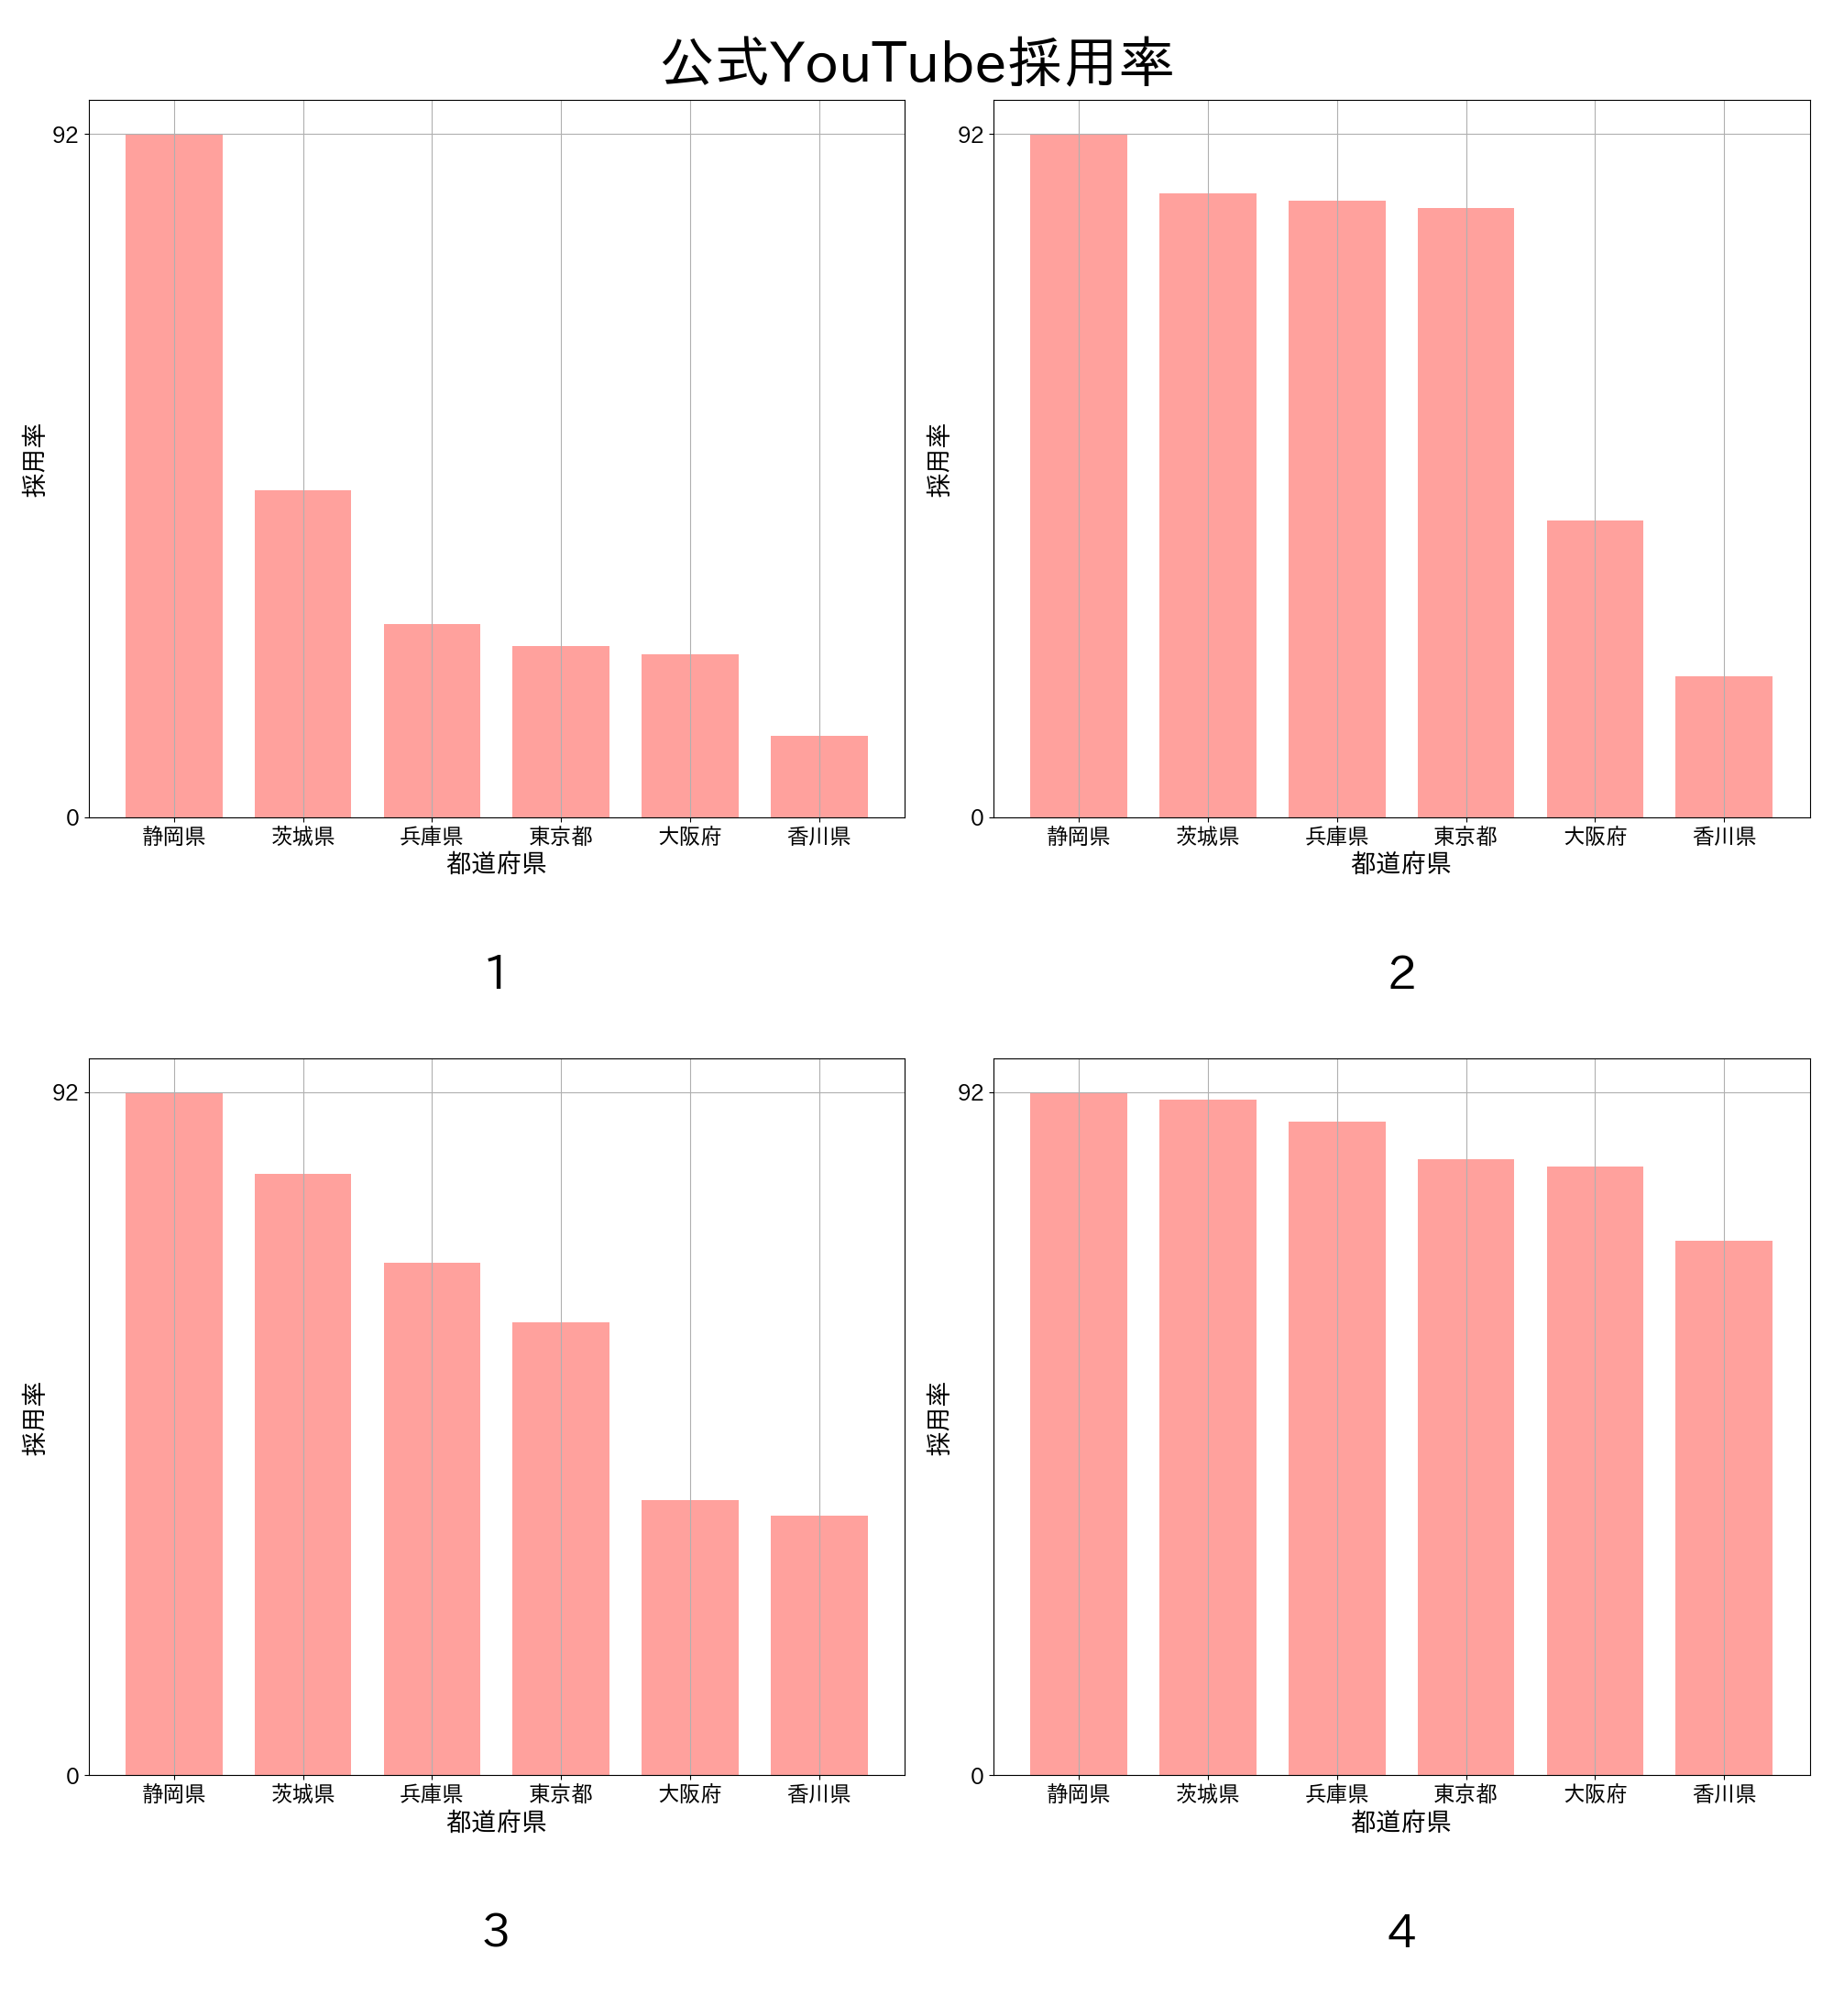 公式YouTube採用率
92
採用率
0
静岡県 茨城県 兵庫県 東京都 大阪府 香川県
都道府県
1
92
採用率
0
静岡県 茨城県 兵庫県 東京都 大阪府 香川県
都道府県
2
92
採用率
0
静岡県 茨城県 兵庫県 東京都 大阪府 香川県
都道府県
3
92
採用率
0
静岡県 茨城県 兵庫県 東京都 大阪府 香川県
都道府県
4